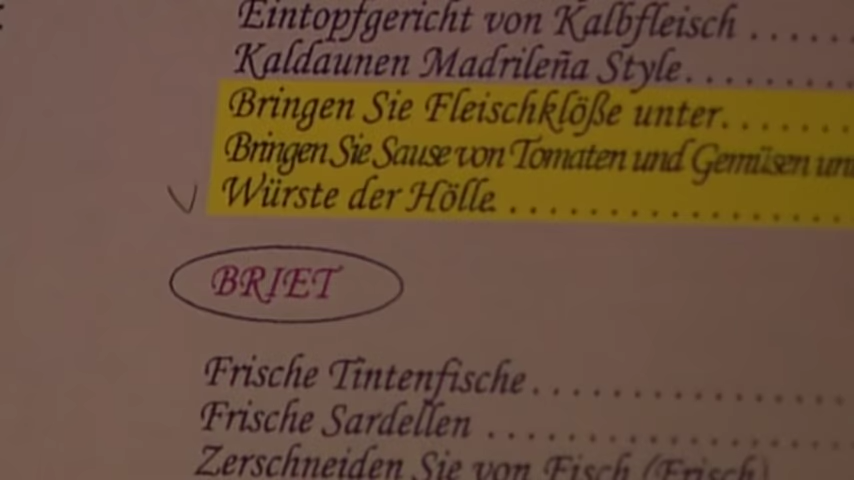 Eintopfgericht von Kalbfleisch ....
Kaldaunen Madrileña Style........
Bringen Sie Fleischklöße unter.......
Bringen Sie Sause von Tomaten und Gemüsen un
Würste der Hölle.................
BRIET
Frische Tintenfische................
Frische Sardellen ..................
Zerschneiden Sie von Fisch (Frisch)